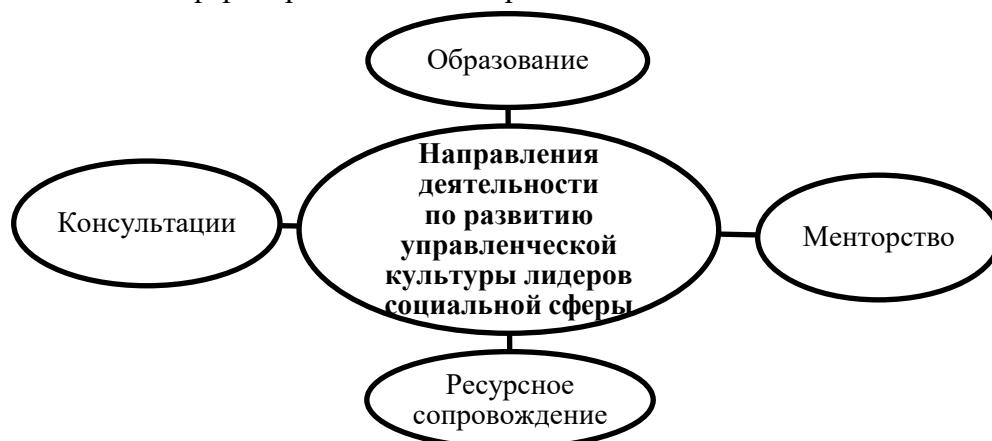 Образование
Направления
деятельности
по развитию
управленческой
культуры лидеров
социальной сферы
Консультации
Менторство
Ресурсное
сопровождение